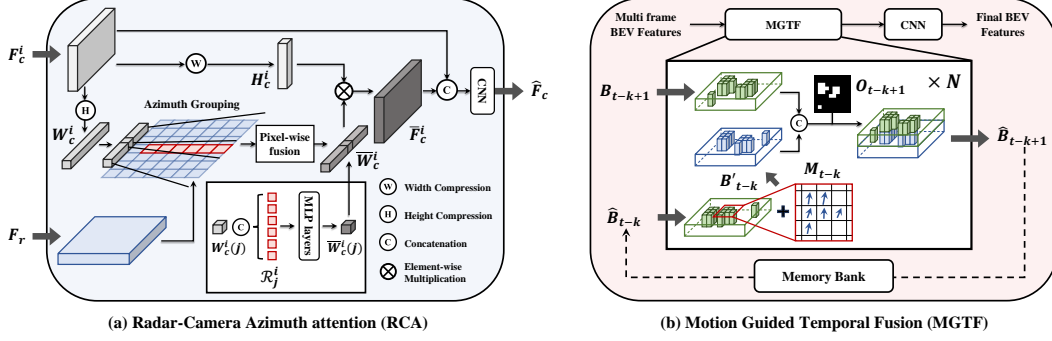 F_c^i
W
H_c^i
H
Azimuth Grouping
W_c^i
Pixel-wise
fusion
W̅_c^i
F̅_c^i
C
CNN
F̂_c
F_r
W_c^i(j)
C
ℛ_j^i
MLP
layers
W̅_c^i(j)
W Width Compression
H Height Compression
C Concatenation
⊗ Element-wise
Multiplication
(a) Radar-Camera Azimuth attention (RCA)
Multi frame
BEV Features
MGTF
CNN
Final BEV
Features
B_{t-k+1}
C
O_{t-k+1}
× N
B̂_{t-k+1}
B'_{t-k}
M_{t-k}
B̂_{t-k}
+
Memory Bank
(b) Motion Guided Temporal Fusion (MGTF)